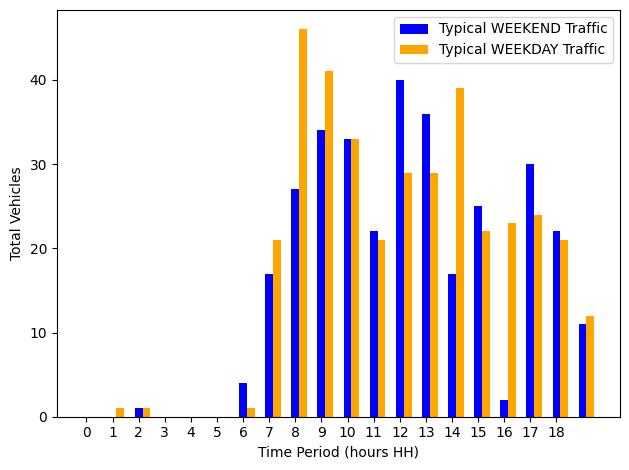 Typical WEEKEND Traffic
Typical WEEKDAY Traffic
Total Vehicles
40
30
20
10
0
0 1 2 3 4 5 6 7 8 9 10 11 12 13 14 15 16 17 18
Time Period (hours HH)